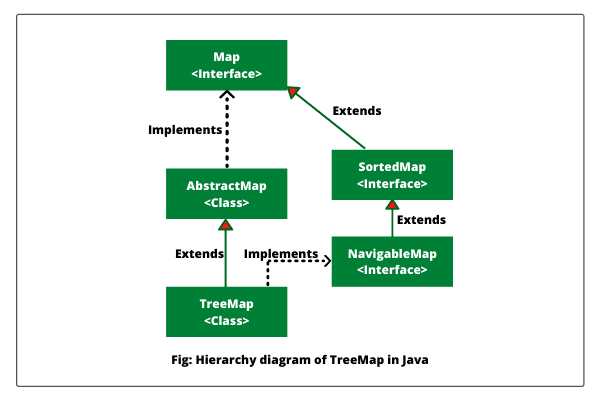 Map
<Interface>
Extends
Implements
SortedMap
<Interface>
AbstractMap
<Class>
Extends
Extends
Implements
NavigableMap
<Interface>
TreeMap
<Class>
Fig: Hierarchy diagram of TreeMap in Java